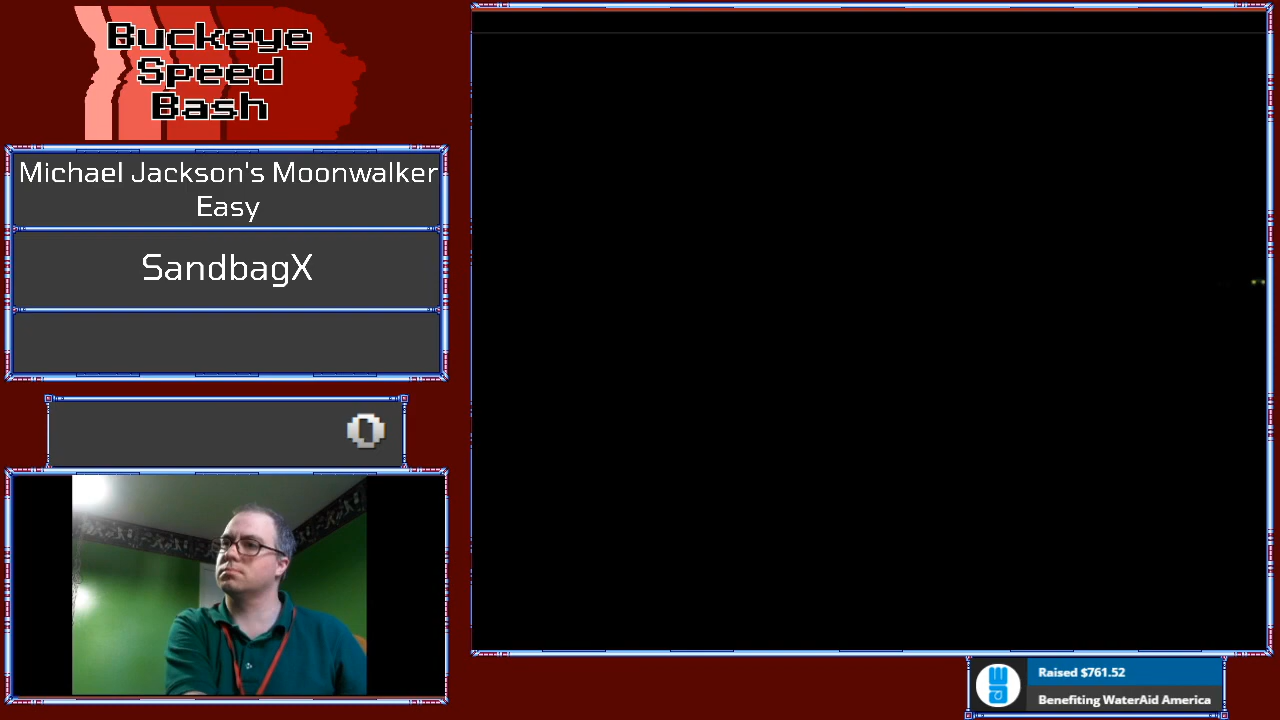 Buckeye
Speed
Bash
Michael Jackson's Moonwalker
Easy
SandbagX
0
Raised $761.52
Benefiting WaterAid America